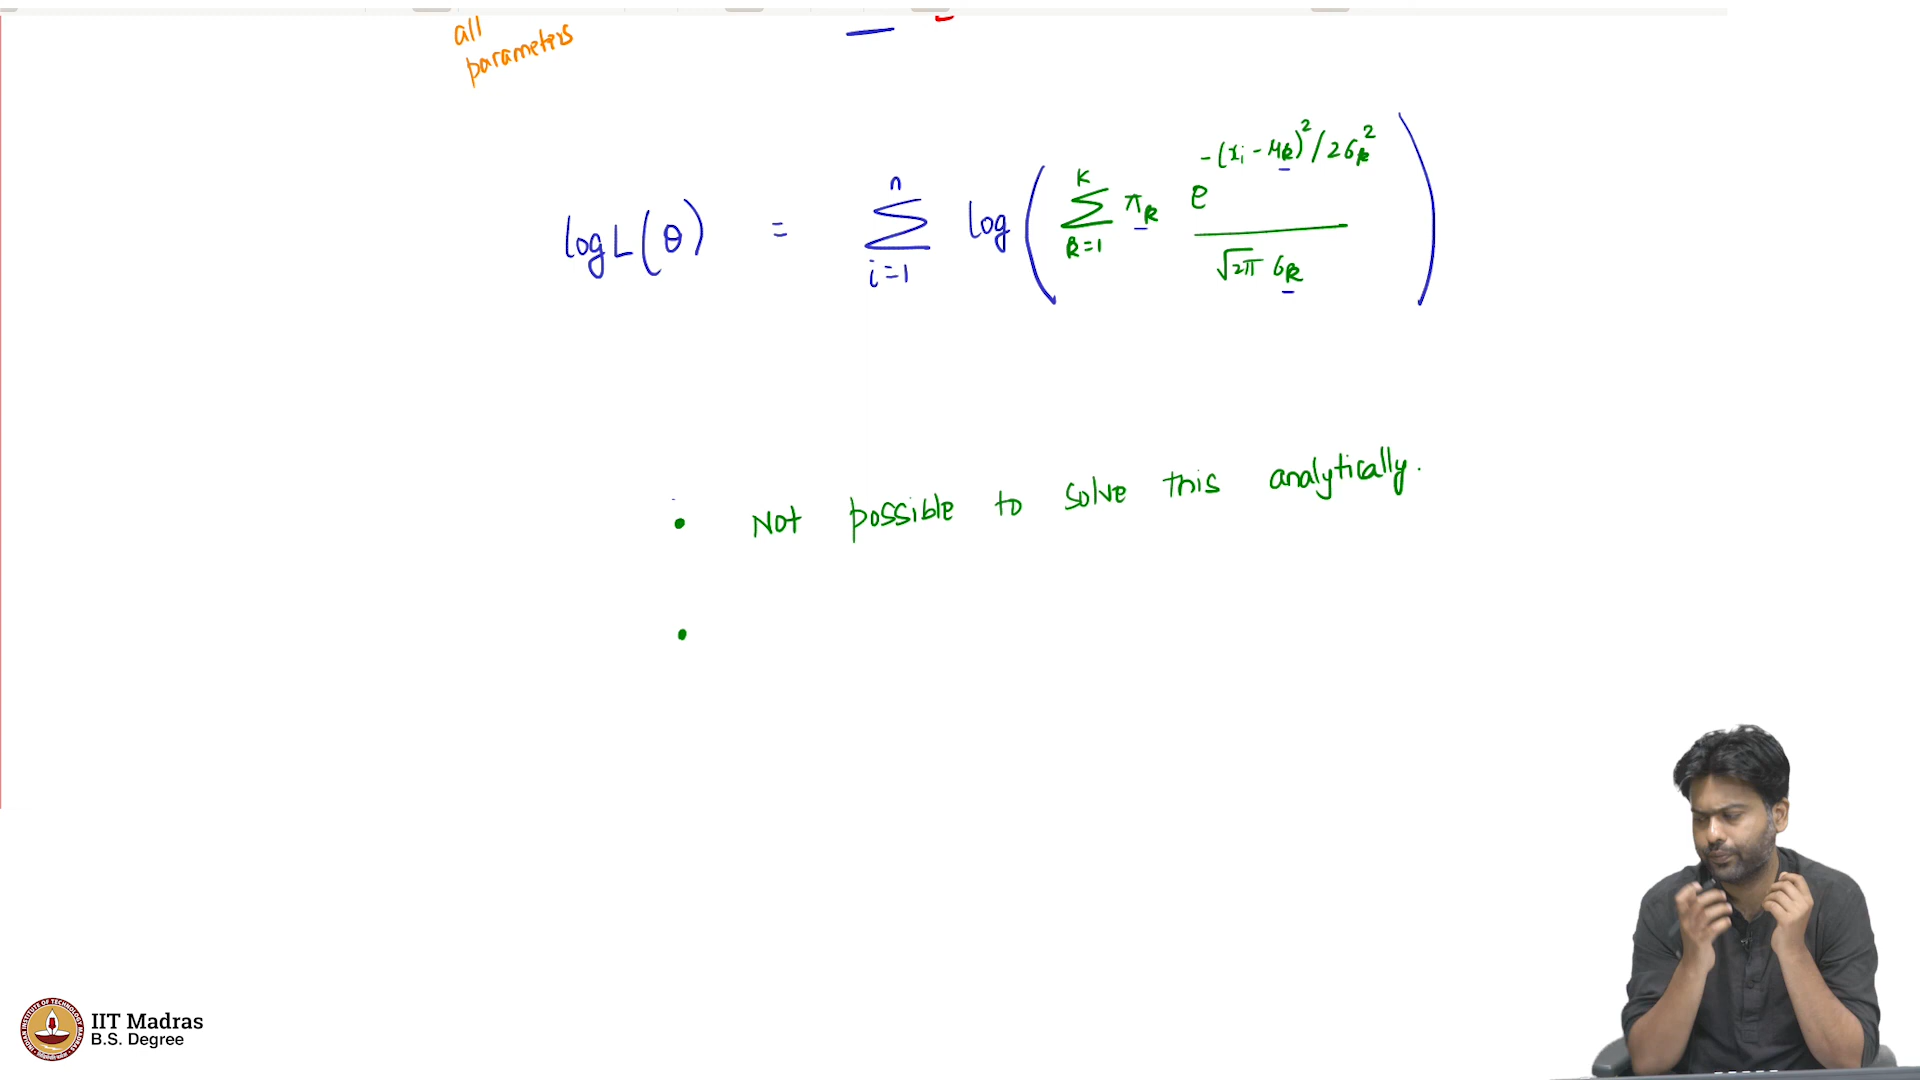 all
parameters
log L(θ) = Σ_{i=1}^{n} log( Σ_{k=1}^{K} π_k e^{-(x_i - μ_k)^2/2σ_k^2} / √2π σ_k )
• Not possible to solve this analytically.
•
IIT Madras
B.S. Degree